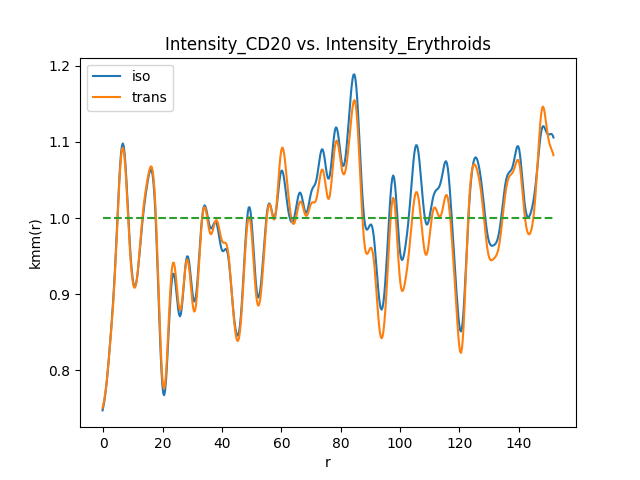 Intensity_CD20 vs. Intensity_Erythroids
iso
trans
1.2
1.1
1.0
0.9
0.8
kmm(r)
0 20 40 60 80 100 120 140
r